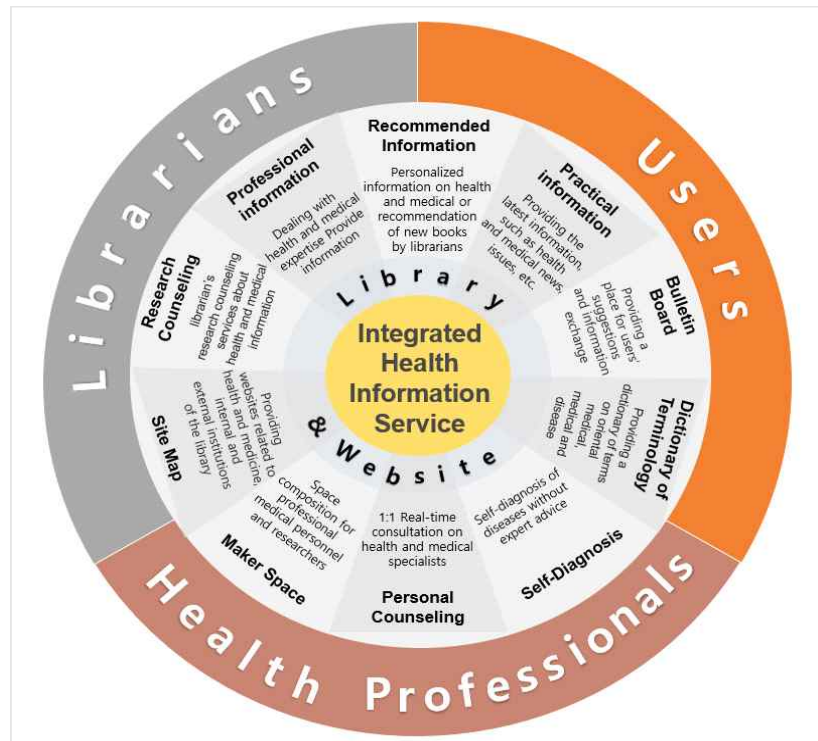 Librarians
Users
Health Professionals
Recommended
Information
Personalized
information on health
and medical or
recommendation
of new books
by librarians
Practical
information
Providing the
latest information,
such as health
and medical news,
issues, etc.
Bulletin
Board
Providing a
place for users'
suggestions
and information
exchange
Dictionary of
Terminology
Providing a
dictionary of terms
on oriental
medical,
medical and
disease
Self-Diagnosis
Self-diagnosis of
diseases without
expert advice
1:1 Real-time
consultation on
health and medical
specialists
Personal
Counseling
Space
composition for
professional
medical personnel
and researchers
Maker Space
Site Map
Providing
websites related to
health and medicine,
internal and
external institutions
of the library
Research
Counseling
librarian's
research counseling
services about
health and medical
information
Professional
information
Dealing with
health and medical
expertise Provide
information
Library
Integrated
Health
Information
Service
& Website